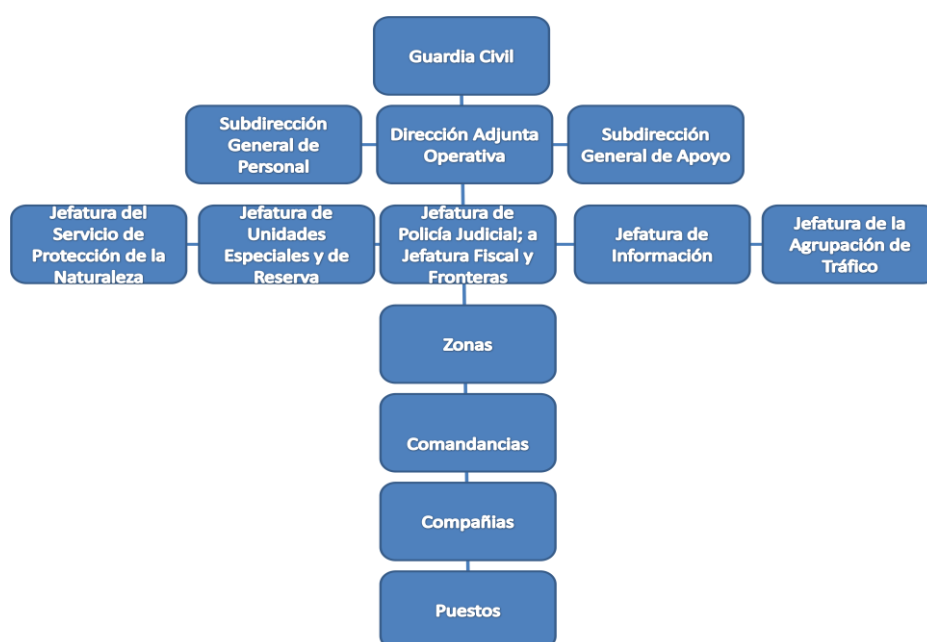 Guardia Civil
Subdirección
General de
Personal
Dirección Adjunta
Operativa
Subdirección
General de Apoyo
Jefatura del
Servicio de
Protección de la
Naturaleza
Jefatura de
Unidades
Especiales y de
Reserva
Jefatura de
Policía Judicial; a
Jefatura Fiscal y
Fronteras
Jefatura de
Información
Jefatura de la
Agrupación de
Tráfico
Zonas
Comandancias
Compañias
Puestos